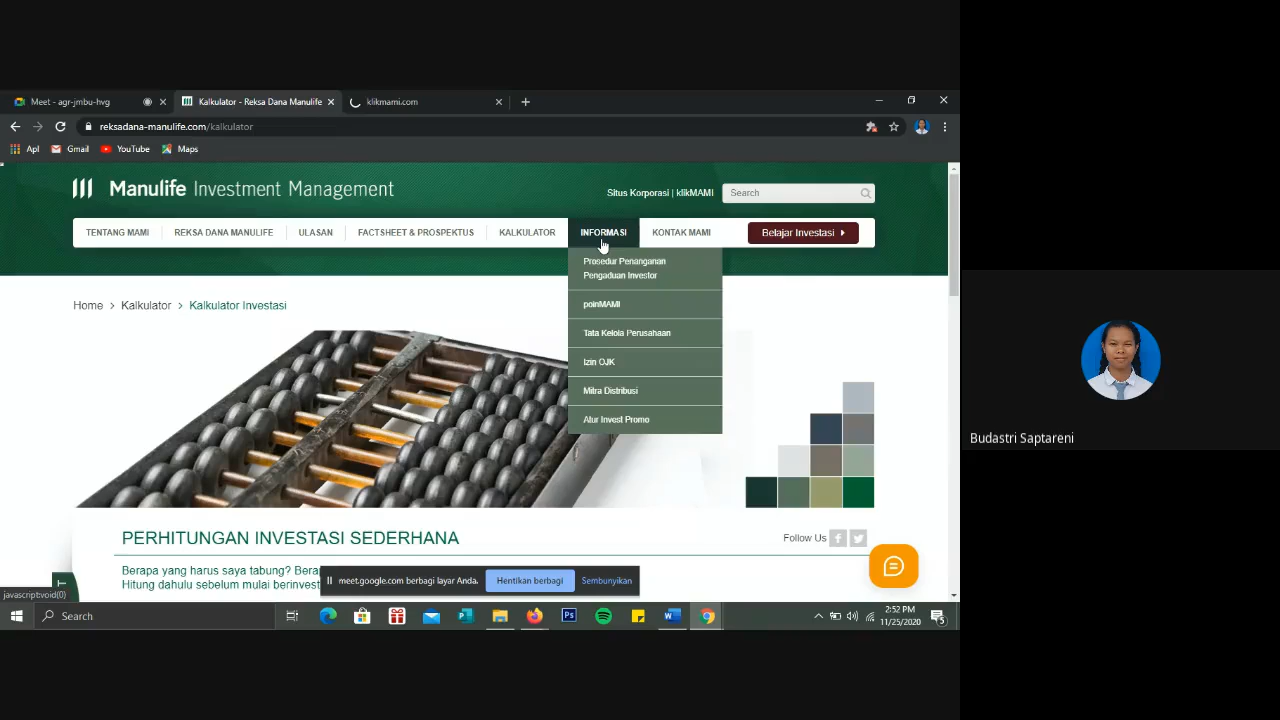 Meet - agr-jmbu-hvg
Kalkulator - Reksa Dana Manulife
klikmami.com
reksadana-manulife.com/kalkulator
Apl
Gmail
YouTube
Maps
Manulife Investment Management
Situs Korporasi | klikMAMI
Search
TENTANG MAMI
REKSA DANA MANULIFE
ULASAN
FACTSHEET & PROSPEKTUS
KALKULATOR
INFORMASI
KONTAK MAMI
Belajar Investasi
Prosedur Penanganan
Pengaduan Investor
poinMAMI
Tata Kelola Perusahaan
Izin OJK
Mitra Distribusi
Atur Invest Promo
Home > Kalkulator > Kalkulator Investasi
PERHITUNGAN INVESTASI SEDERHANA
Follow Us
Berapa yang harus saya tabung? Berap
Hitung dahulu sebelum mulai berinvest
meet.google.com berbagi layar Anda.
Hentikan berbagi
Sembunyikan
javascript:void(0)
Search
2:52 PM
11/25/2020
5
Budastri Saptareni